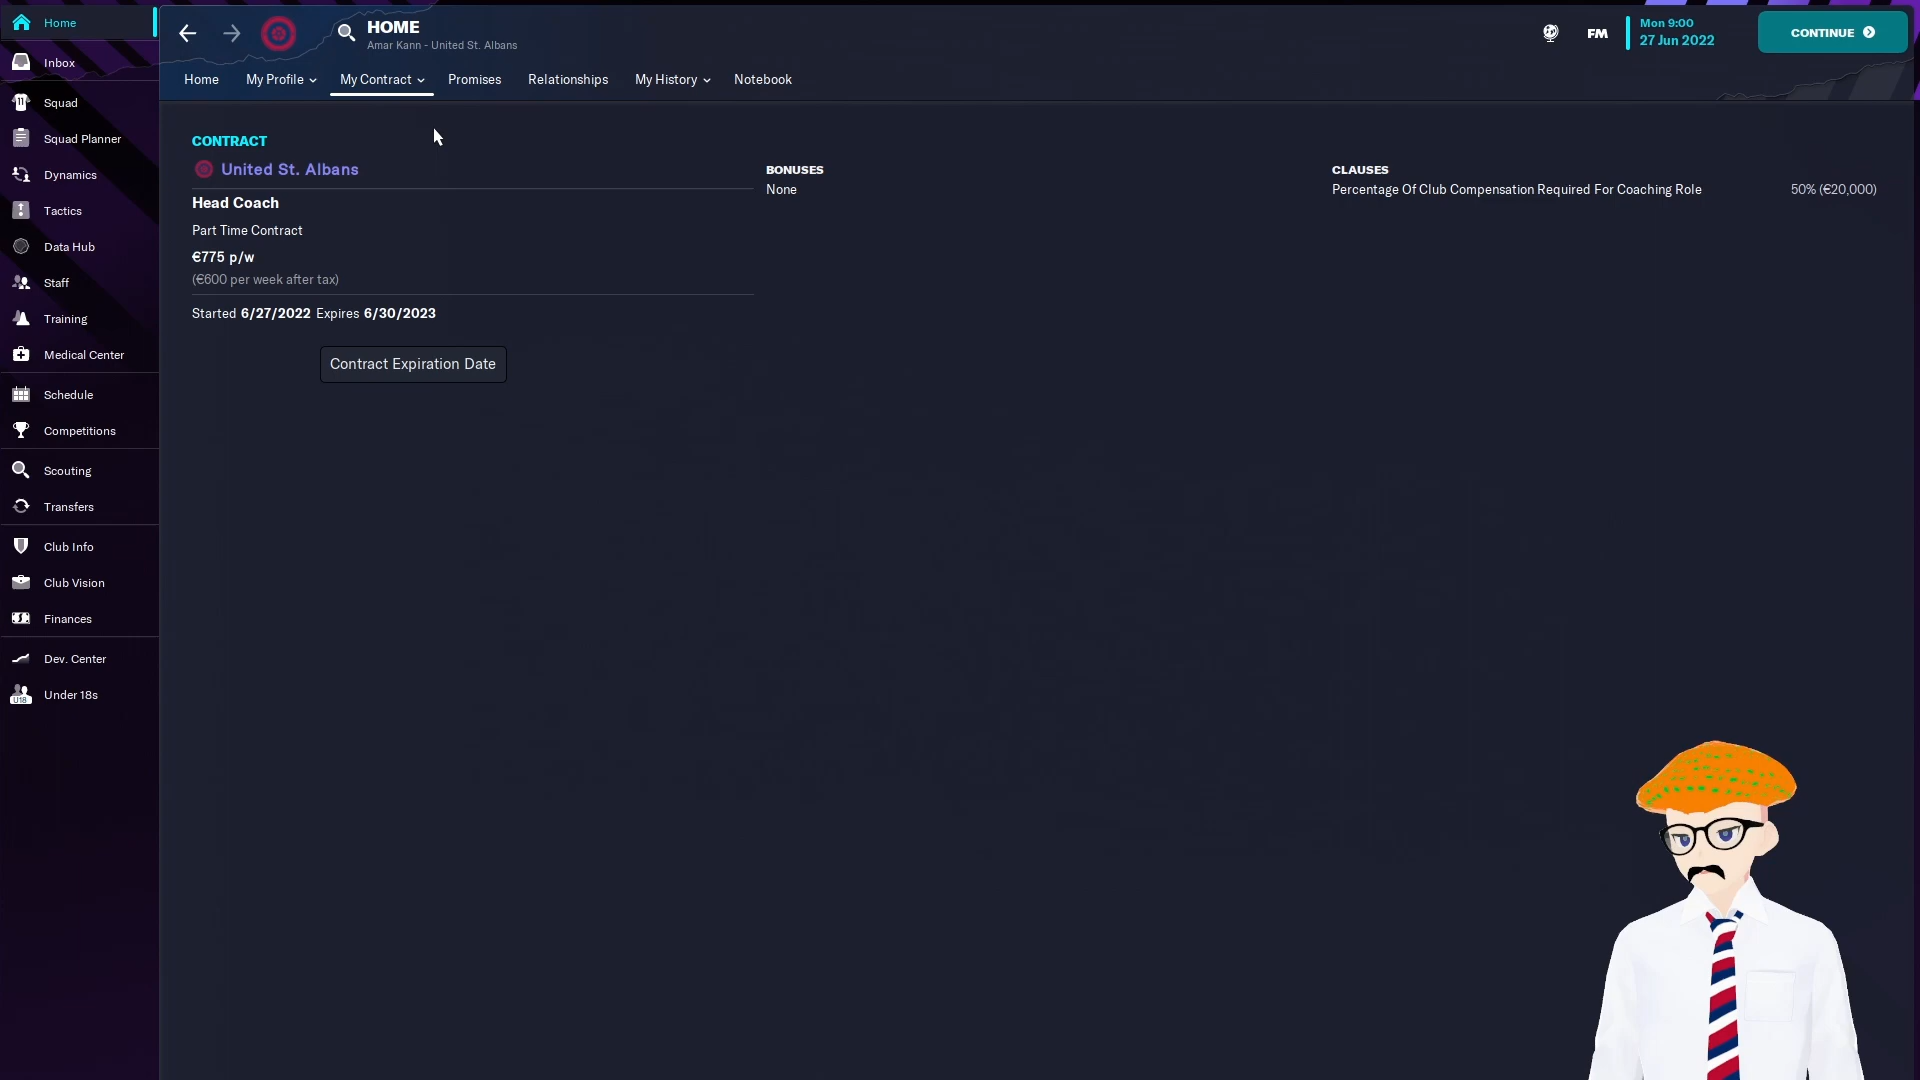 Home
Inbox
Squad
Squad Planner
Dynamics
Tactics
Data Hub
Staff
Training
Medical Center
Schedule
Competitions
Scouting
Transfers
Club Info
Club Vision
Finances
Dev. Center
U18
Under 18s
HOME
Amar Kann - United St. Albans
FM
Mon 9:00
27 Jun 2022
CONTINUE
Home
My Profile
My Contract
Promises
Relationships
My History
Notebook
CONTRACT
United St. Albans
Head Coach
Part Time Contract
€775 p/w
(€600 per week after tax)
Started 6/27/2022 Expires 6/30/2023
Contract Expiration Date
BONUSES
None
CLAUSES
Percentage Of Club Compensation Required For Coaching Role 50% (€20,000)